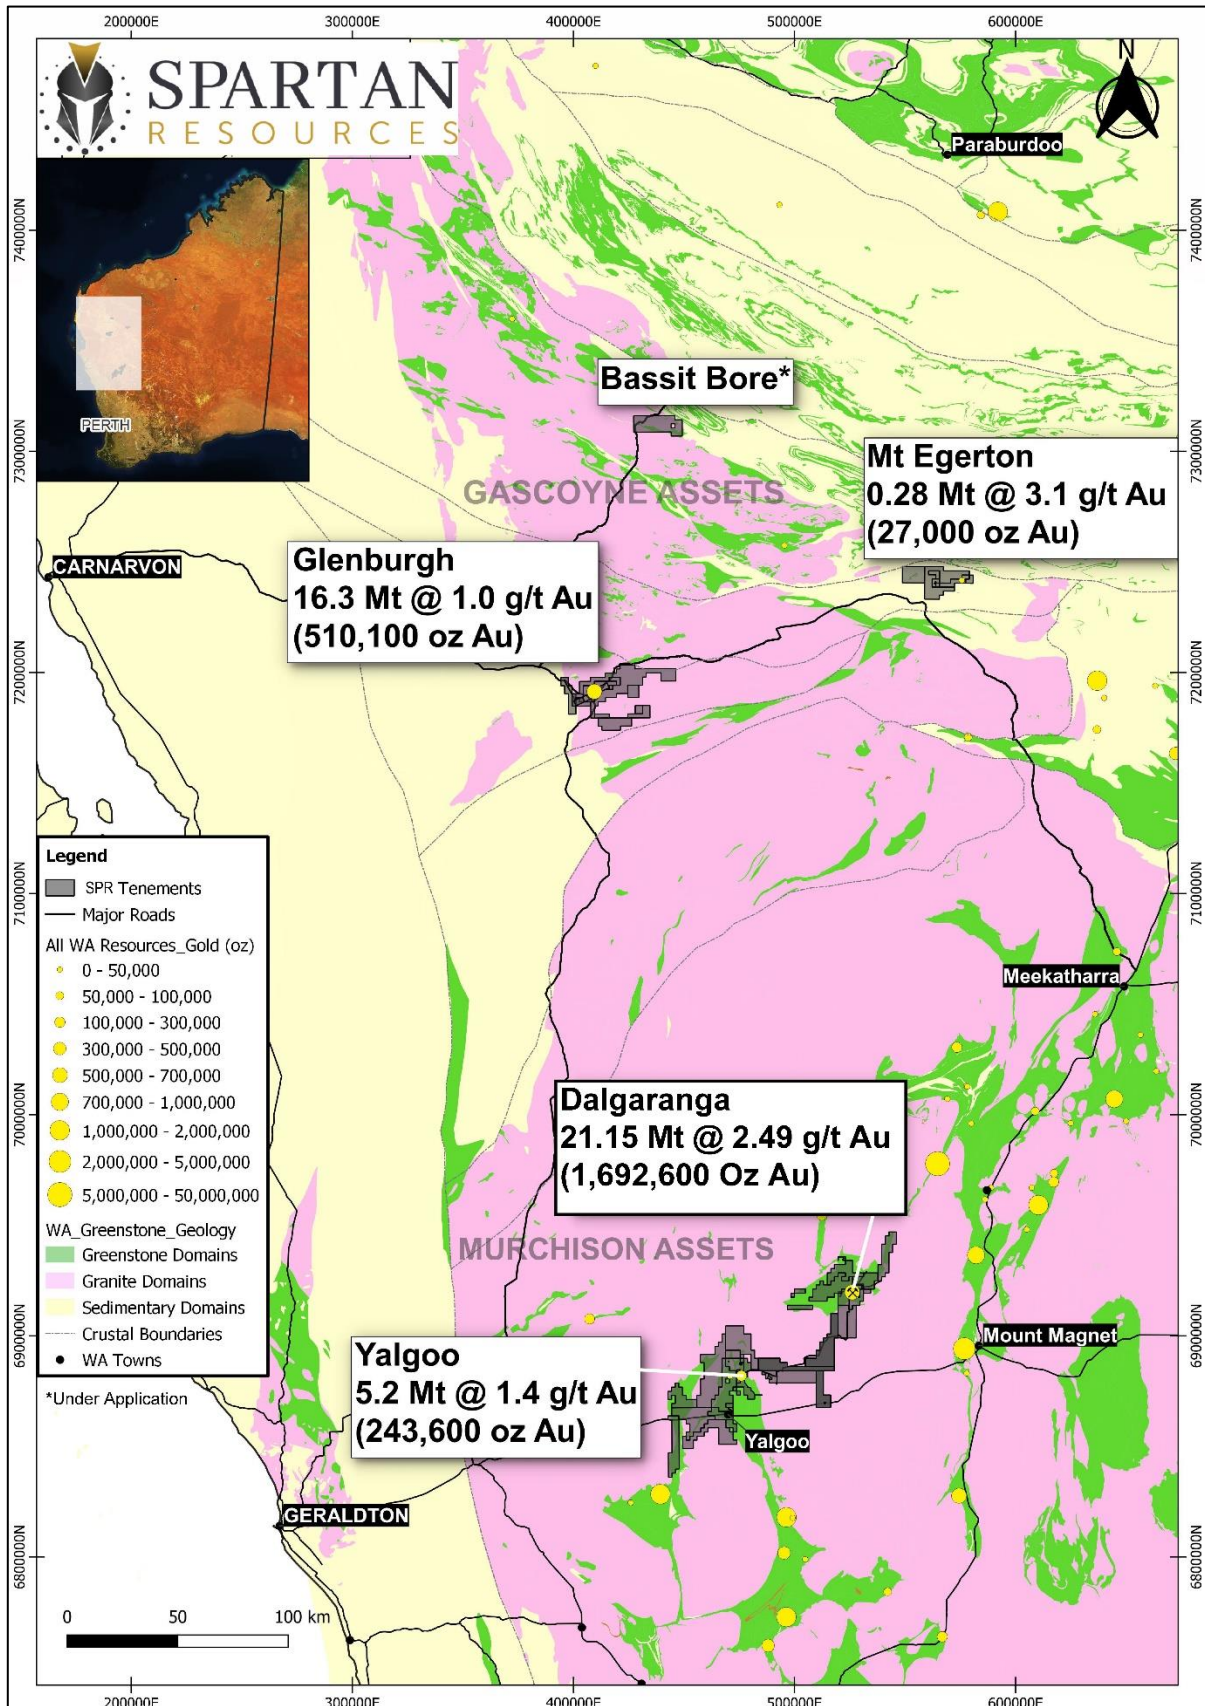 200000E
300000E
400000E
500000E
600000E
SPARTAN
RESOURCES
N
Paraburdoo
7400000N
7400000N
PERTH
Bassit Bore*
7300000N
7300000N
Mt Egerton
0.28 Mt @ 3.1 g/t Au
(27,000 oz Au)
GASCOYNE ASSETS
CARNARVON
Glenburgh
16.3 Mt @ 1.0 g/t Au
(510,100 oz Au)
7200000N
7200000N
Legend
SPR Tenements
Major Roads
All WA Resources_Gold (oz)
0 - 50,000
50,000 - 100,000
100,000 - 300,000
300,000 - 500,000
500,000 - 700,000
700,000 - 1,000,000
1,000,000 - 2,000,000
2,000,000 - 5,000,000
5,000,000 - 50,000,000
WA_Greenstone_Geology
Greenstone Domains
Granite Domains
Sedimentary Domains
Crustal Boundaries
WA Towns
*Under Application
7100000N
7100000N
Meekatharra
Dalgaranga
21.15 Mt @ 2.49 g/t Au
(1,692,600 Oz Au)
7000000N
7000000N
MURCHISON ASSETS
Mount Magnet
6900000N
6900000N
Yalgoo
5.2 Mt @ 1.4 g/t Au
(243,600 oz Au)
Yalgoo
GERALDTON
6800000N
6800000N
0 50 100 km
200000E
300000E
400000E
500000E
600000E